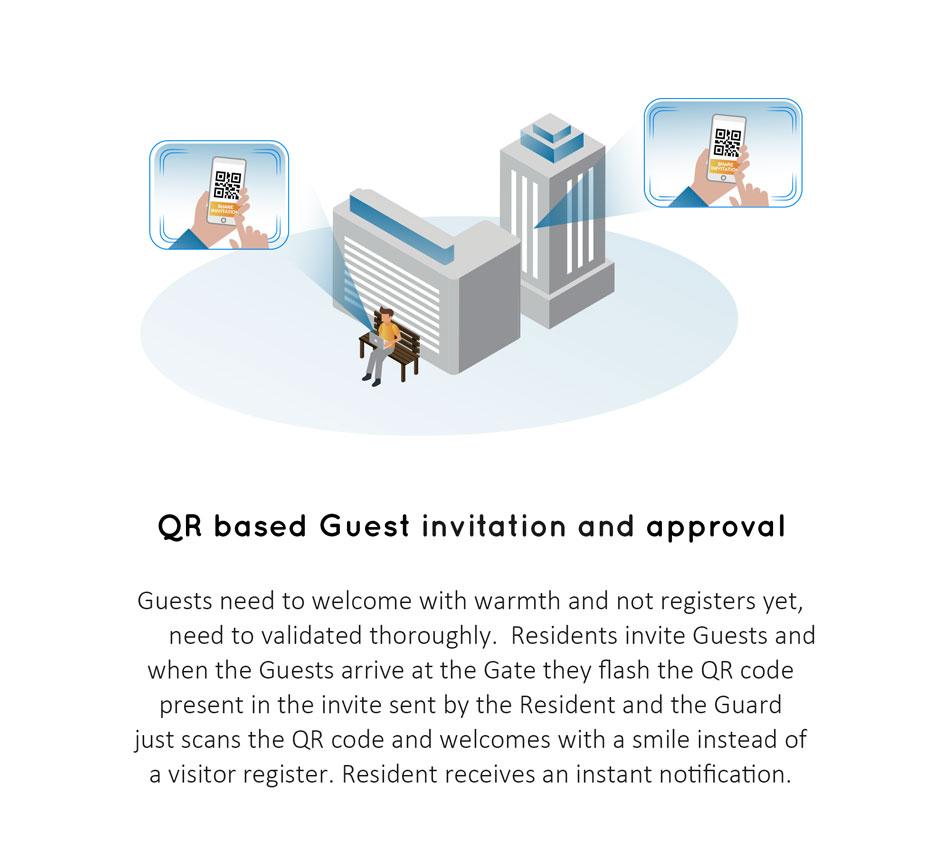 SHARE
INVITATION
SHARE
INVITATION
QR based Guest invitation and approval
Guests need to welcome with warmth and not registers yet,
need to validated thoroughly.  Residents invite Guests and
when the Guests arrive at the Gate they flash the QR code
present in the invite sent by the Resident and the Guard
just scans the QR code and welcomes with a smile instead of
a visitor register. Resident receives an instant notification.